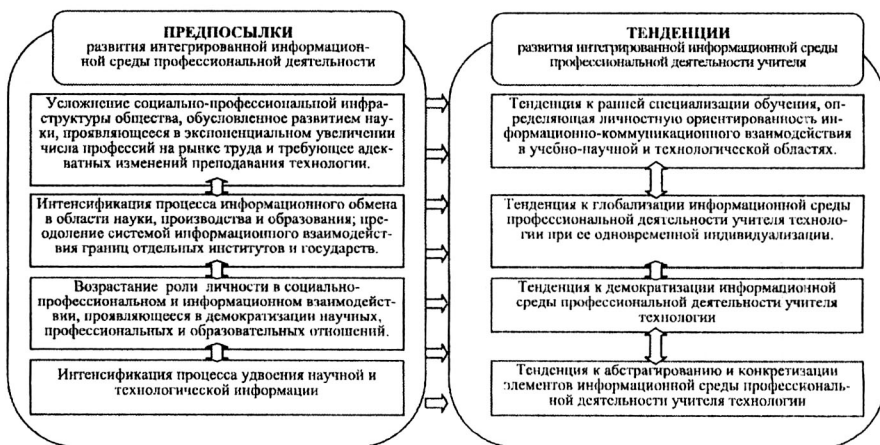 ПРЕДПОСЫЛКИ
развития интегрированной информацион-
ной среды профессиональной деятельности
Усложнение социально-профессиональной инфра-
структуры общества, обусловленное развитием нау-
ки, проявляющееся в экспоненциальном увеличении
числа профессий на рынке труда и требующее адек-
ватных изменений преподавания технологии.
Интенсификация процесса информационного обмена
в области науки, производства и образования; прео-
доление системой информационного взаимодейст-
вия границ отдельных институтов и государств.
Возрастание роли личности в социально-
профессиональном и информационном взаимодейст-
вии, проявляющееся в демократизации научных,
профессиональных и образовательных отношений.
Интенсификация процесса удвоения научной и
технологической информации
ТЕНДЕНЦИИ
развития интегрированной информационной среды
профессиональной деятельности учителя
Тенденция к ранней специализации обучения, оп-
ределяющая личностную ориентированность ин-
формационно-коммуникационного взаимодействия
в учебно-научной и технологической областях.
Тенденция к глобализации информационной среды
профессиональной деятельности учителя техноло-
гии при ее одновременной индивидуализации.
Тенденция к демократизации информационной
среды профессиональной деятельности учителя
технологии
Тенденция к абстрагированию и конкретизации
элементов информационной среды профессиональ-
ной деятельности учителя технологии